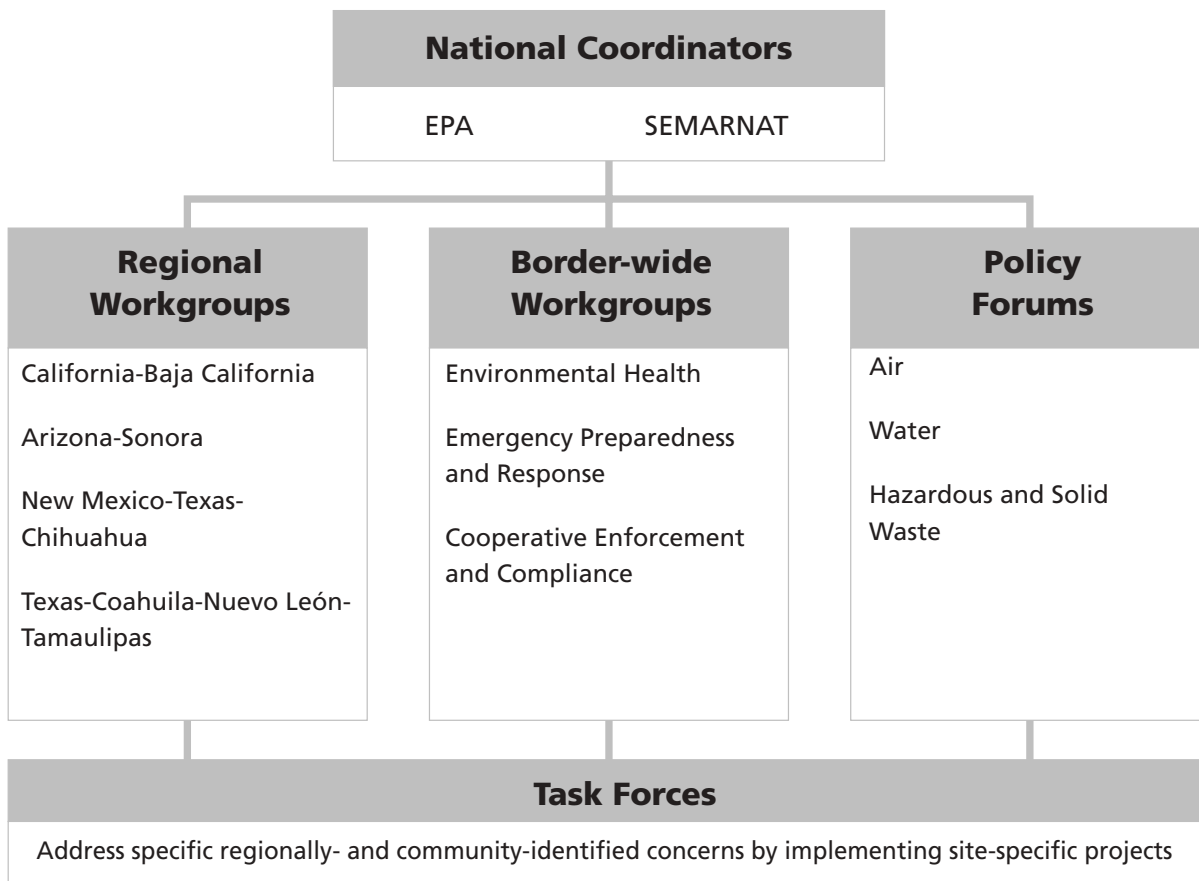 National Coordinators
EPA SEMARNAT
Regional
Workgroups
California-Baja California
Arizona-Sonora
New Mexico-Texas-
Chihuahua
Texas-Coahuila-Nuevo León-
Tamaulipas
Border-wide
Workgroups
Environmental Health
Emergency Preparedness
and Response
Cooperative Enforcement
and Compliance
Policy
Forums
Air
Water
Hazardous and Solid
Waste
Task Forces
Address specific regionally- and community-identified concerns by implementing site-specific projects